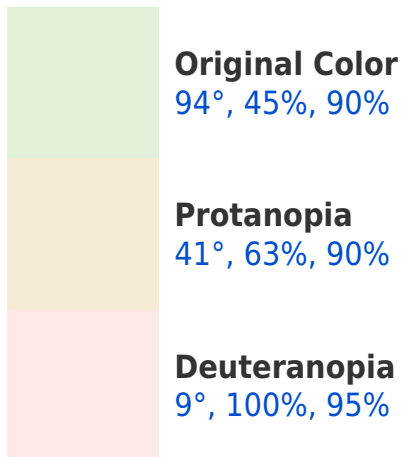 Original Color
94°, 45%, 90%
Protanopia
41°, 63%, 90%
Deuteranopia
9°, 100%, 95%